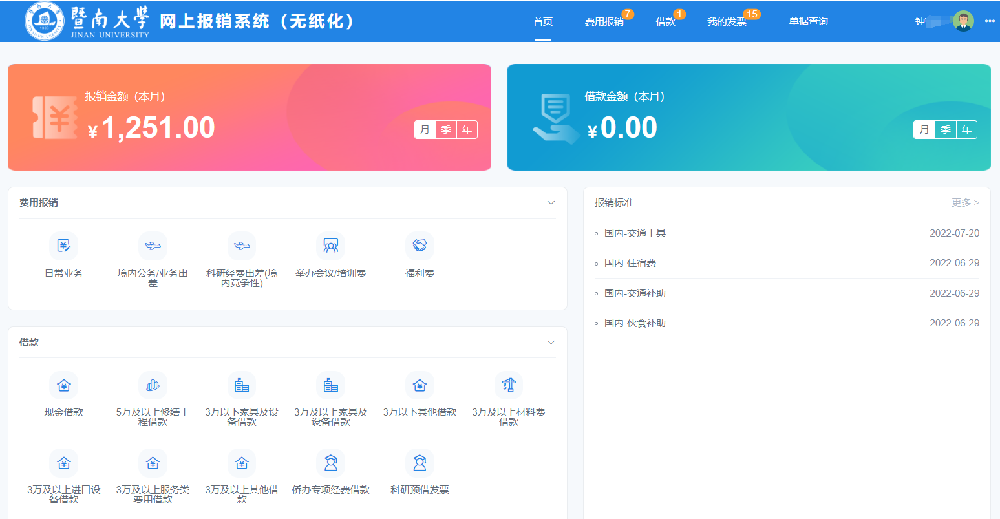 暨南大学 网上报销系统（无纸化）
JINAN UNIVERSITY
1906
首页 费用报销 7 借款 1 我的发票 15 单据查询 钟
报销金额（本月）
¥ 1,251.00
月 季 年
借款金额（本月）
¥ 0.00
月 季 年
费用报销
日常业务
境内公务/业务出
差
科研经费出差(境
内竞争性)
举办会议/培训费
福利费
借款
现金借款
5万及以上修缮工
程借款
3万以下家具及设
备借款
3万及以上家具及
设备借款
3万以下其他借款
3万及以上材料费
借款
3万及以上进口设
备借款
3万及以上服务类
费用借款
3万及以上其他借
款
侨办专项经费借款
科研预借发票
报销标准 更多 >
国内-交通工具 2022-07-20
国内-住宿费 2022-06-29
国内-交通补助 2022-06-29
国内-伙食补助 2022-06-29